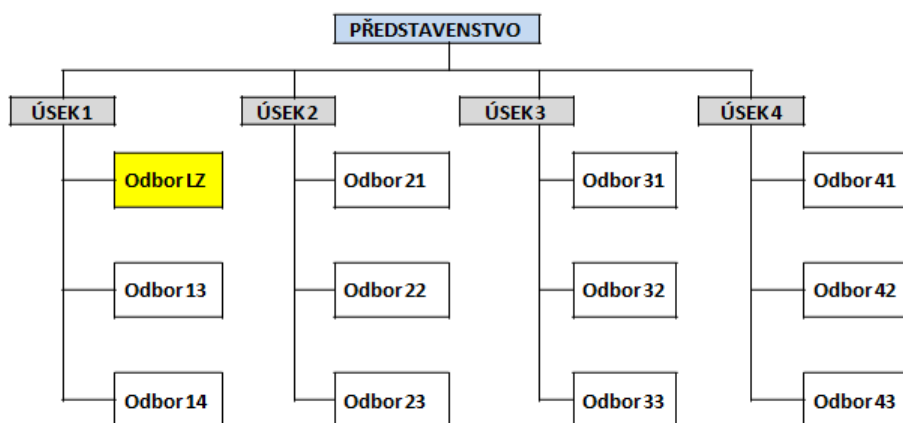 PŘEDSTAVENSTVO
ÚSEK 1
ÚSEK 2
ÚSEK 3
ÚSEK 4
Odbor LZ
Odbor 21
Odbor 31
Odbor 41
Odbor 13
Odbor 22
Odbor 32
Odbor 42
Odbor 14
Odbor 23
Odbor 33
Odbor 43